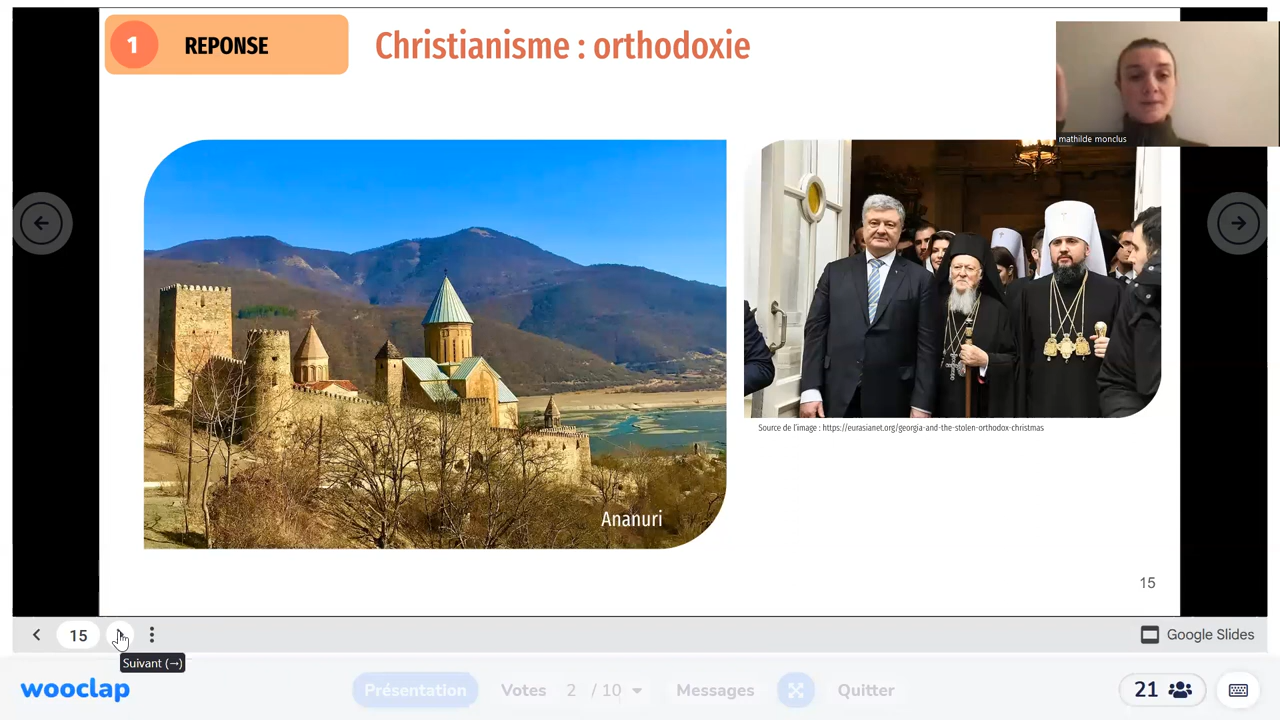 1 REPONSE
Christianisme : orthodoxie
mathilde monclus
Source de l'image : https://eurasianet.org/georgia-and-the-stolen-orthodox-christmas
Ananuri
15
15
Google Slides
Suivant (→)
wooclap
Présentation
Votes 2 / 10
Messages
Quitter
21